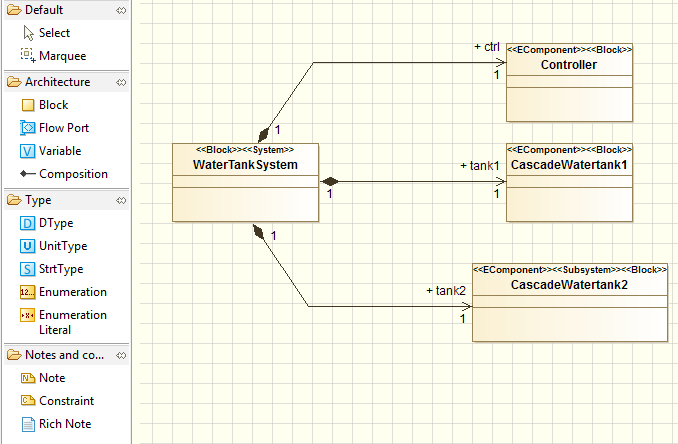 Default
Select
Marquee
Architecture
Block
Flow Port
Variable
Composition
Type
DType
UnitType
StrtType
Enumeration
Enumeration
Literal
Notes and co...
Note
Constraint
Rich Note
+ ctrl
1
<<EComponent>><<Block>>
Controller
1
<<Block>><<System>>
WaterTankSystem
1
+ tank1
1
<<EComponent>><<Block>>
CascadeWatertank1
1
+ tank2
1
<<EComponent>><<Subsystem>><<Block>>
CascadeWatertank2